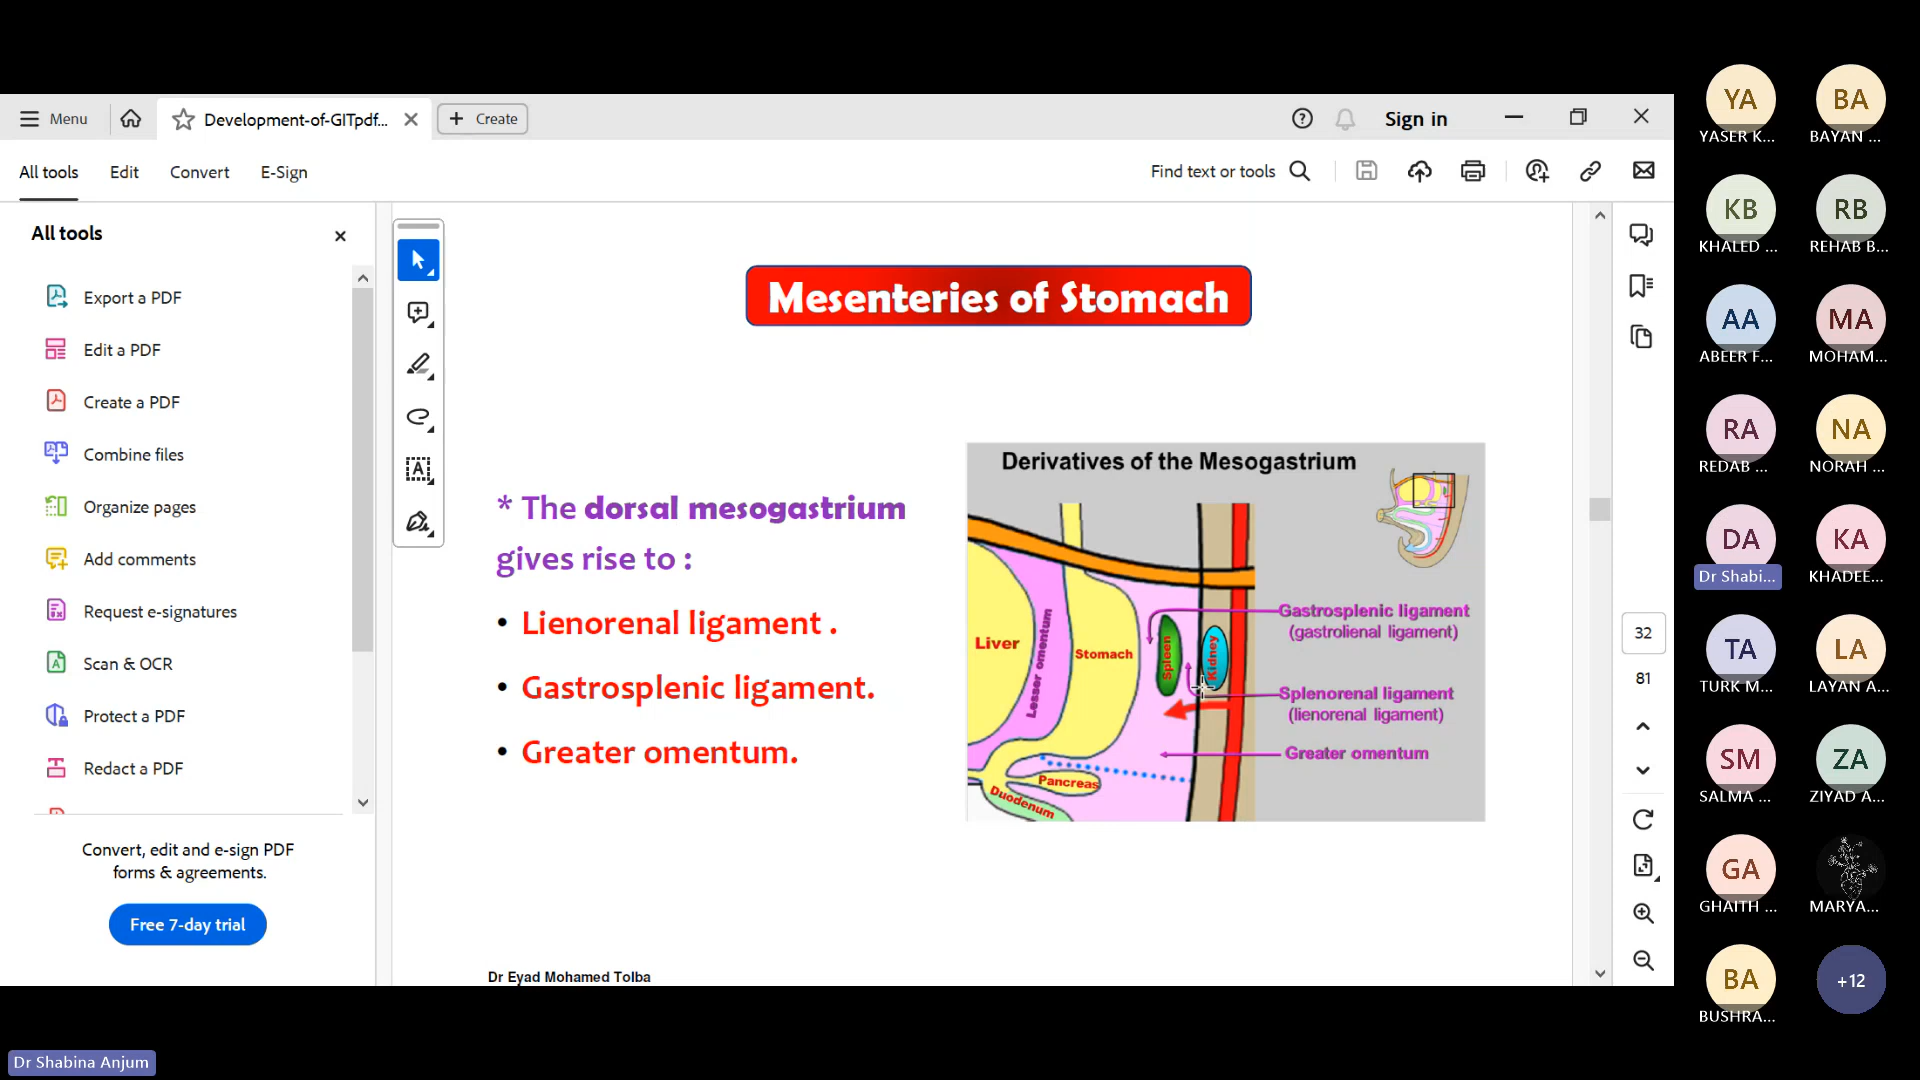 Menu
Development-of-GITpdf...
Create
Sign in
All tools
Edit
Convert
E-Sign
Find text or tools
All tools
Export a PDF
Edit a PDF
Create a PDF
Combine files
Organize pages
Add comments
Request e-signatures
Scan & OCR
Protect a PDF
Redact a PDF
Convert, edit and e-sign PDF
forms & agreements.
Free 7-day trial
Mesenteries of Stomach
* The dorsal mesogastrium
gives rise to :
• Lienorenal ligament .
• Gastrosplenic ligament.
• Greater omentum.
Derivatives of the Mesogastrium
Liver
Lesser omentum
Stomach
Spleen
Kidney
Gastrosplenic ligament
(gastrolienal ligament)
Splenorenal ligament
(lienorenal ligament)
Greater omentum
Pancreas
Duodenum
Dr Eyad Mohamed Tolba
32
81
YA
YASER K...
BA
BAYAN ...
KB
KHALED ...
RB
REHAB B...
AA
ABEER F...
MA
MOHAM...
RA
REDAB ...
NA
NORAH ...
DA
Dr Shabi...
KA
KHADEE...
TA
TURK M...
LA
LAYAN A...
SM
SALMA ...
ZA
ZIYAD A...
GA
GHAITH ...
MARYA...
BA
BUSHRA...
+12
Dr Shabina Anjum